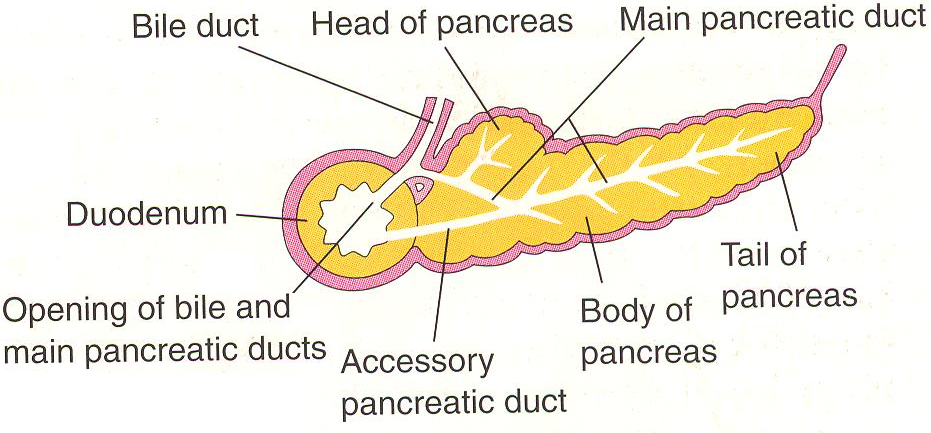 Bile duct
Head of pancreas
Main pancreatic duct
Duodenum
Opening of bile and
main pancreatic ducts
Accessory
pancreatic duct
Body of
pancreas
Tail of
pancreas